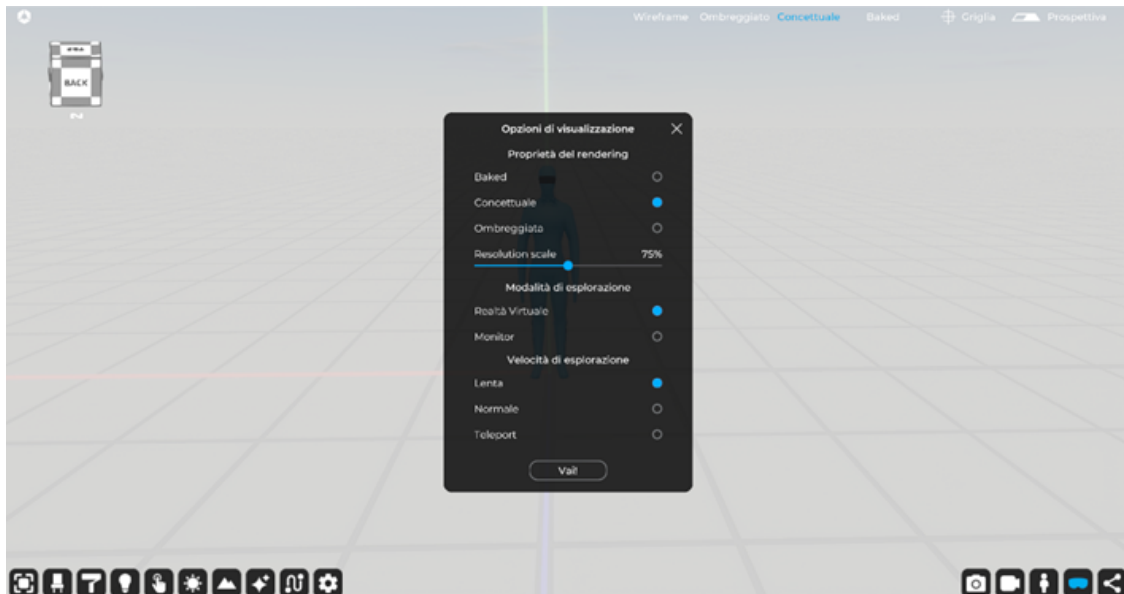 Wireframe Ombreggiato Concettuale Baked Griglia Prospettiva
BACK
Opzioni di visualizzazione
Proprietà del rendering
Baked
Concettuale
Ombreggiata
Resolution scale 75%
Modalità di esplorazione
Realtà Virtuale
Monitor
Velocità di esplorazione
Lenta
Normale
Teleport
Vai!